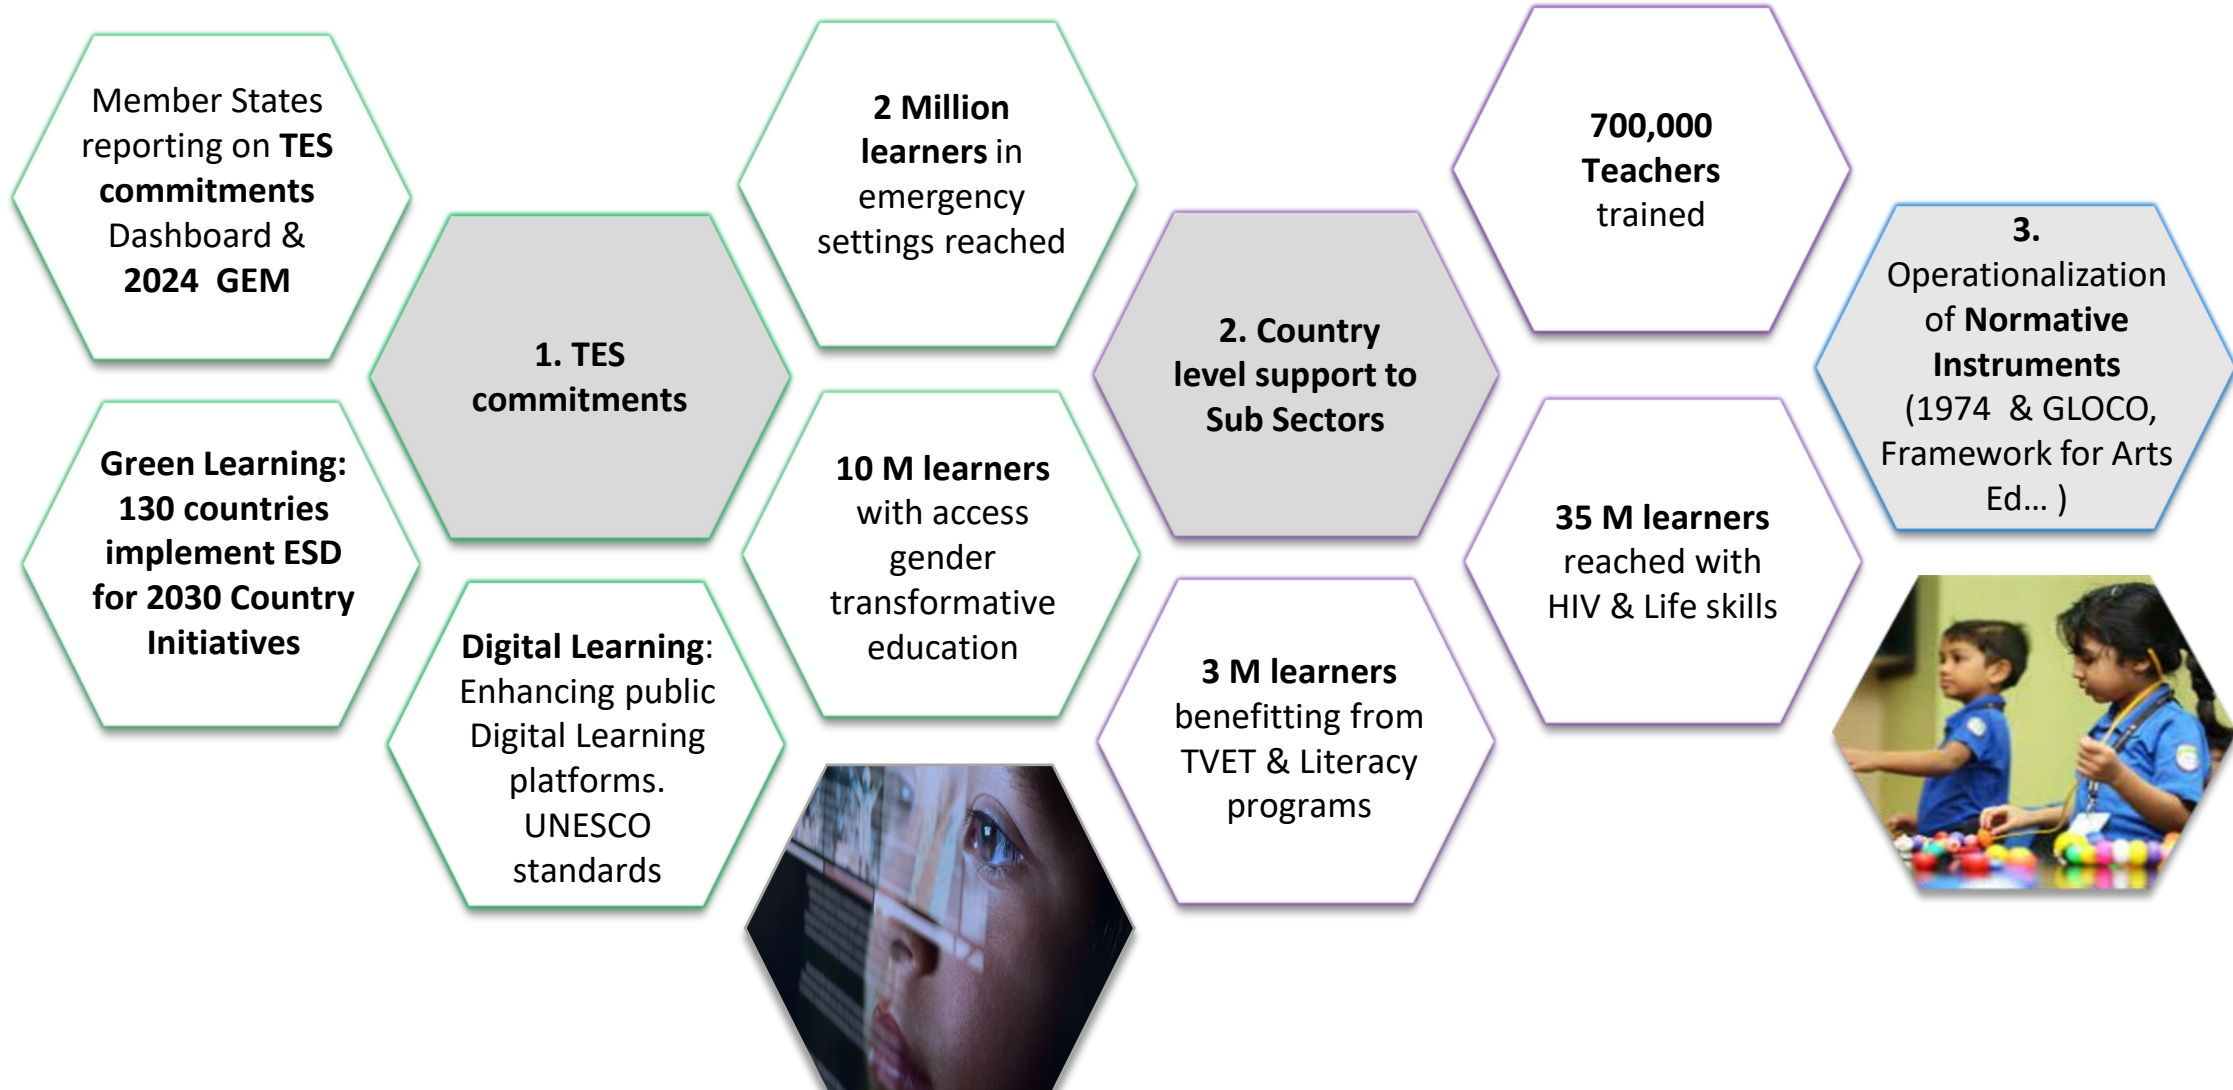 Member States
reporting on TES
commitments
Dashboard &
2024 GEM
Green Learning:
130 countries
implement ESD
for 2030 Country
Initiatives
1. TES
commitments
Digital Learning:
Enhancing public
Digital Learning
platforms.
UNESCO
standards
2 Million
learners in
emergency
settings reached
10 M learners
with access
gender
transformative
education
2. Country
level support to
Sub Sectors
3 M learners
benefitting from
TVET & Literacy
programs
700,000
Teachers
trained
35 M learners
reached with
HIV & Life skills
3.
Operationalization
of Normative
Instruments
(1974 & GLOCO,
Framework for Arts
Ed... )